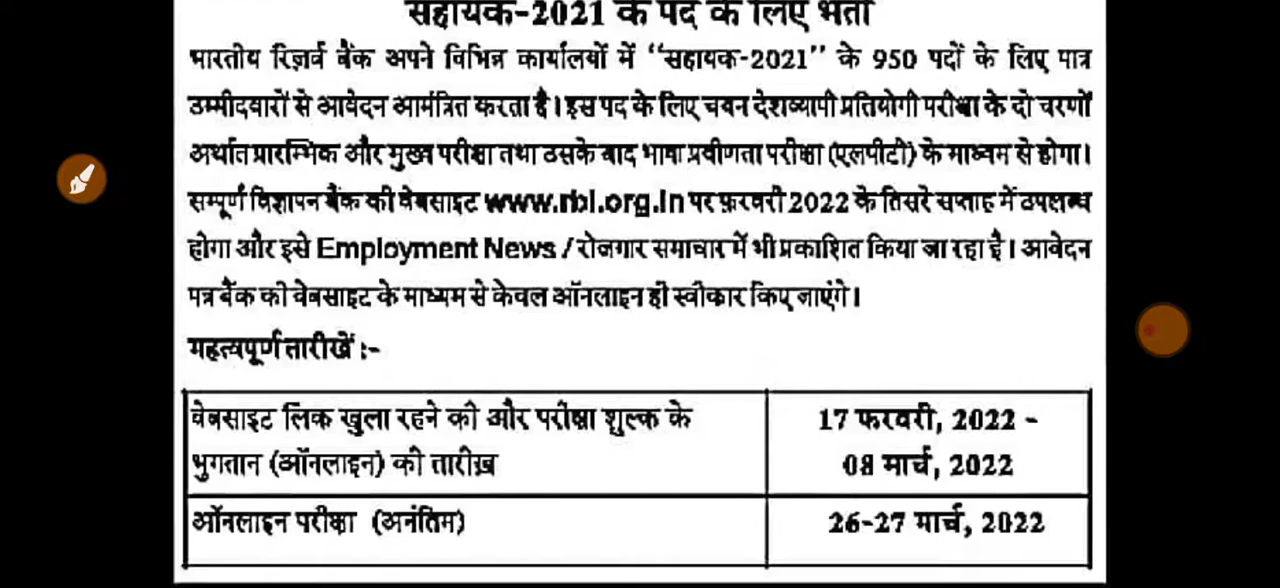 सहायक-2021 के पद के लिए भर्ती
भारतीय रिज़र्व बैंक अपने विभिन्न कार्यालयों में “सहायक-2021” के 950 पदों के लिए पात्र
उम्मीदवारों से आवेदन आमंत्रित करता है। इस पद के लिए चयन देशव्यापी प्रतियोगी परीक्षा के दो चरणों
अर्थात प्रारम्भिक और मुख्य परीक्षा तथा उसके बाद भाषा प्रवीणता परीक्षा (एलपीटी) के माध्यम से होगा।
सम्पूर्ण विज्ञापन बैंक की वेबसाइट www.rbi.org.in पर फ़रवरी 2022 के तिसरे सप्ताह में उपलब्ध
होगा और इसे Employment News / रोजगार समाचार में भी प्रकाशित किया जा रहा है। आवेदन
पत्र बैंक की वेबसाइट के माध्यम से केवल ऑनलाइन ही स्वीकार किए जाएंगे।
महत्वपूर्ण तारीखें :-
वेबसाइट लिंक खुला रहने की और परीक्षा शुल्क के
भुगतान (ऑनलाइन) की तारीख़
17 फरवरी, 2022 -
08 मार्च, 2022
ऑनलाइन परीक्षा (अनंतिम)
26-27 मार्च, 2022